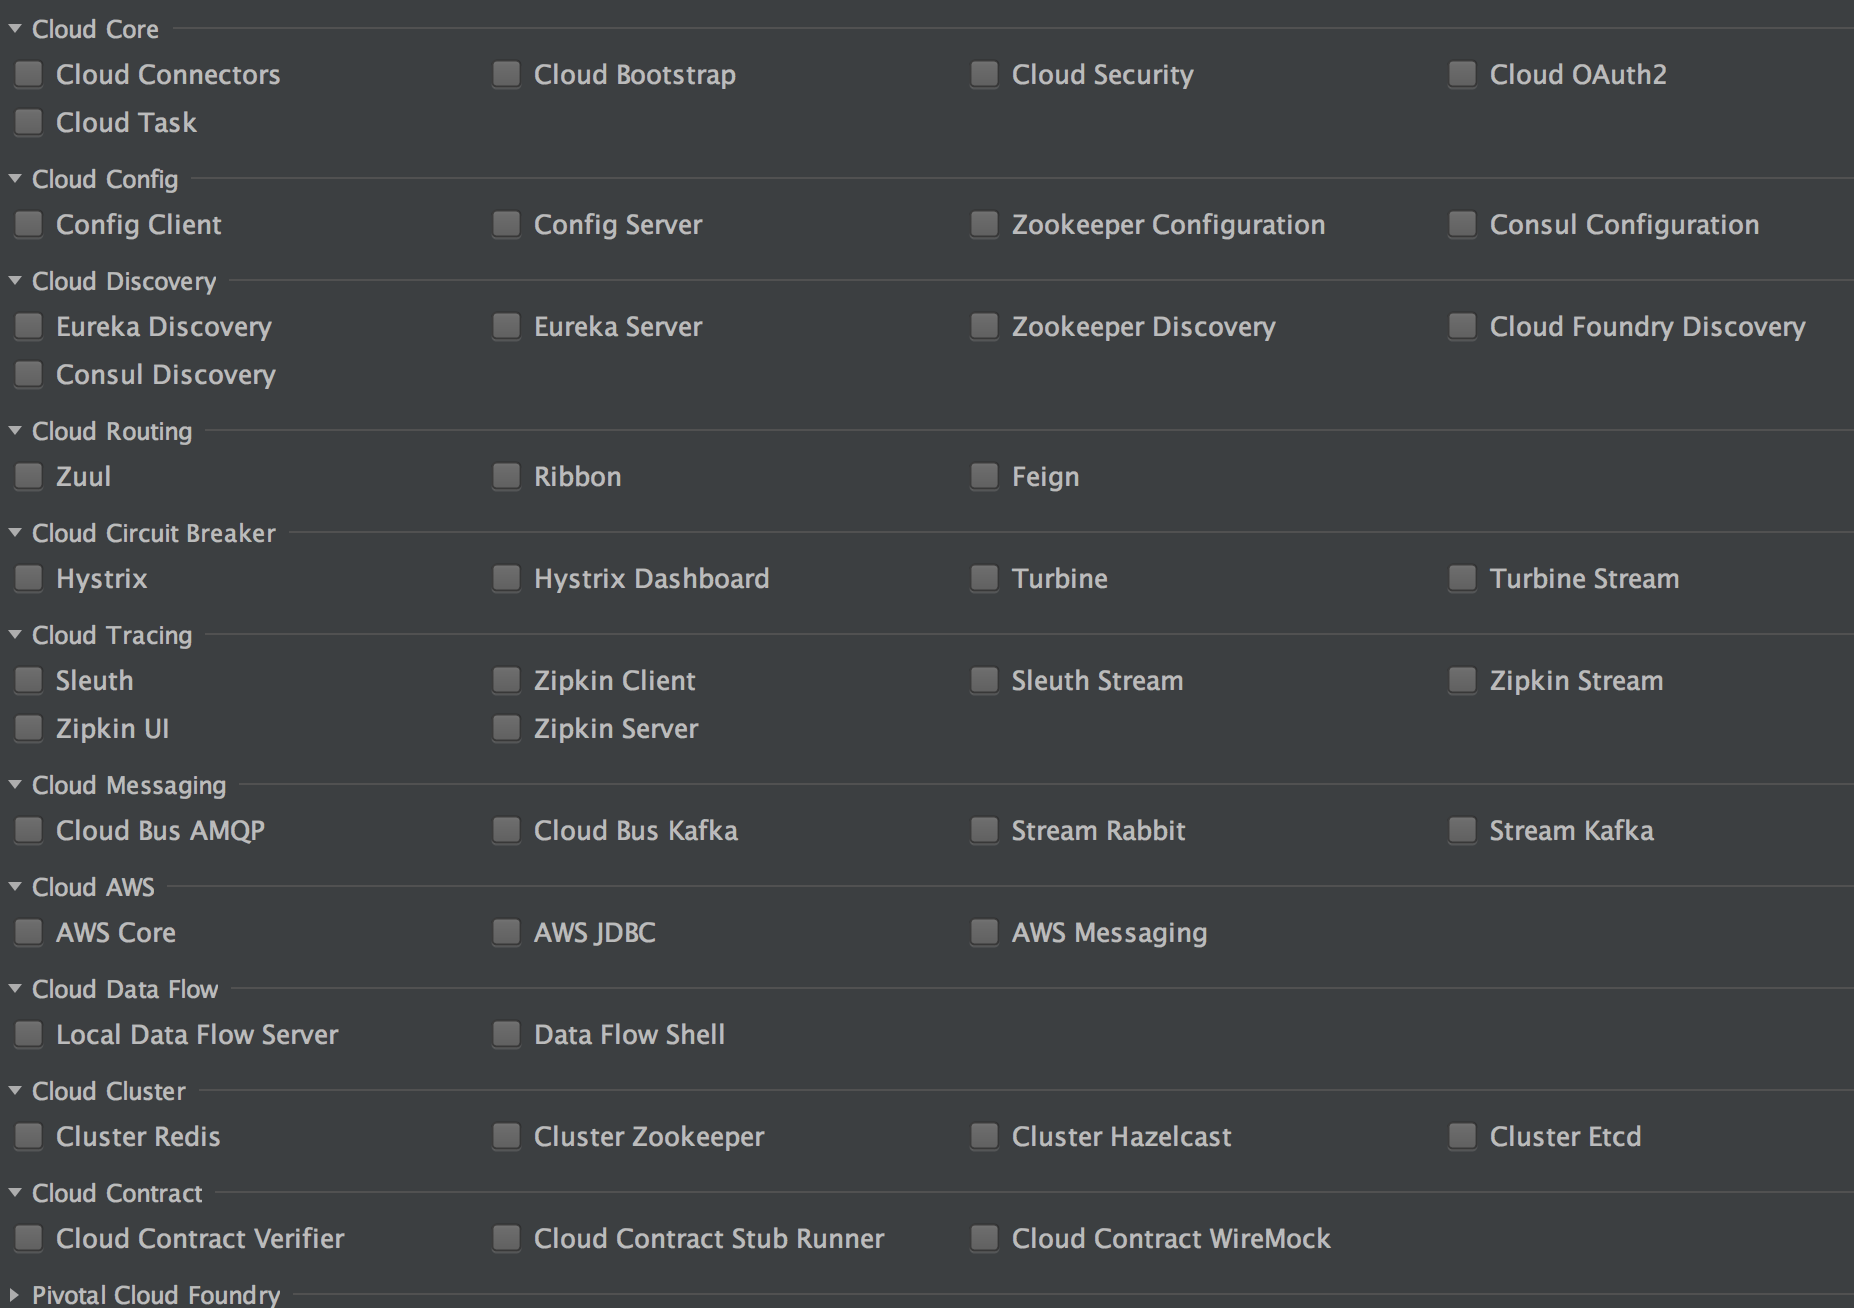 Cloud Core
Cloud Connectors Cloud Bootstrap Cloud Security Cloud OAuth2
Cloud Task
Cloud Config
Config Client Config Server Zookeeper Configuration Consul Configuration
Cloud Discovery
Eureka Discovery Eureka Server Zookeeper Discovery Cloud Foundry Discovery
Consul Discovery
Cloud Routing
Zuul Ribbon Feign
Cloud Circuit Breaker
Hystrix Hystrix Dashboard Turbine Turbine Stream
Cloud Tracing
Sleuth Zipkin Client Sleuth Stream Zipkin Stream
Zipkin UI Zipkin Server
Cloud Messaging
Cloud Bus AMQP Cloud Bus Kafka Stream Rabbit Stream Kafka
Cloud AWS
AWS Core AWS JDBC AWS Messaging
Cloud Data Flow
Local Data Flow Server Data Flow Shell
Cloud Cluster
Cluster Redis Cluster Zookeeper Cluster Hazelcast Cluster Etcd
Cloud Contract
Cloud Contract Verifier Cloud Contract Stub Runner Cloud Contract WireMock
Pivotal Cloud Foundry